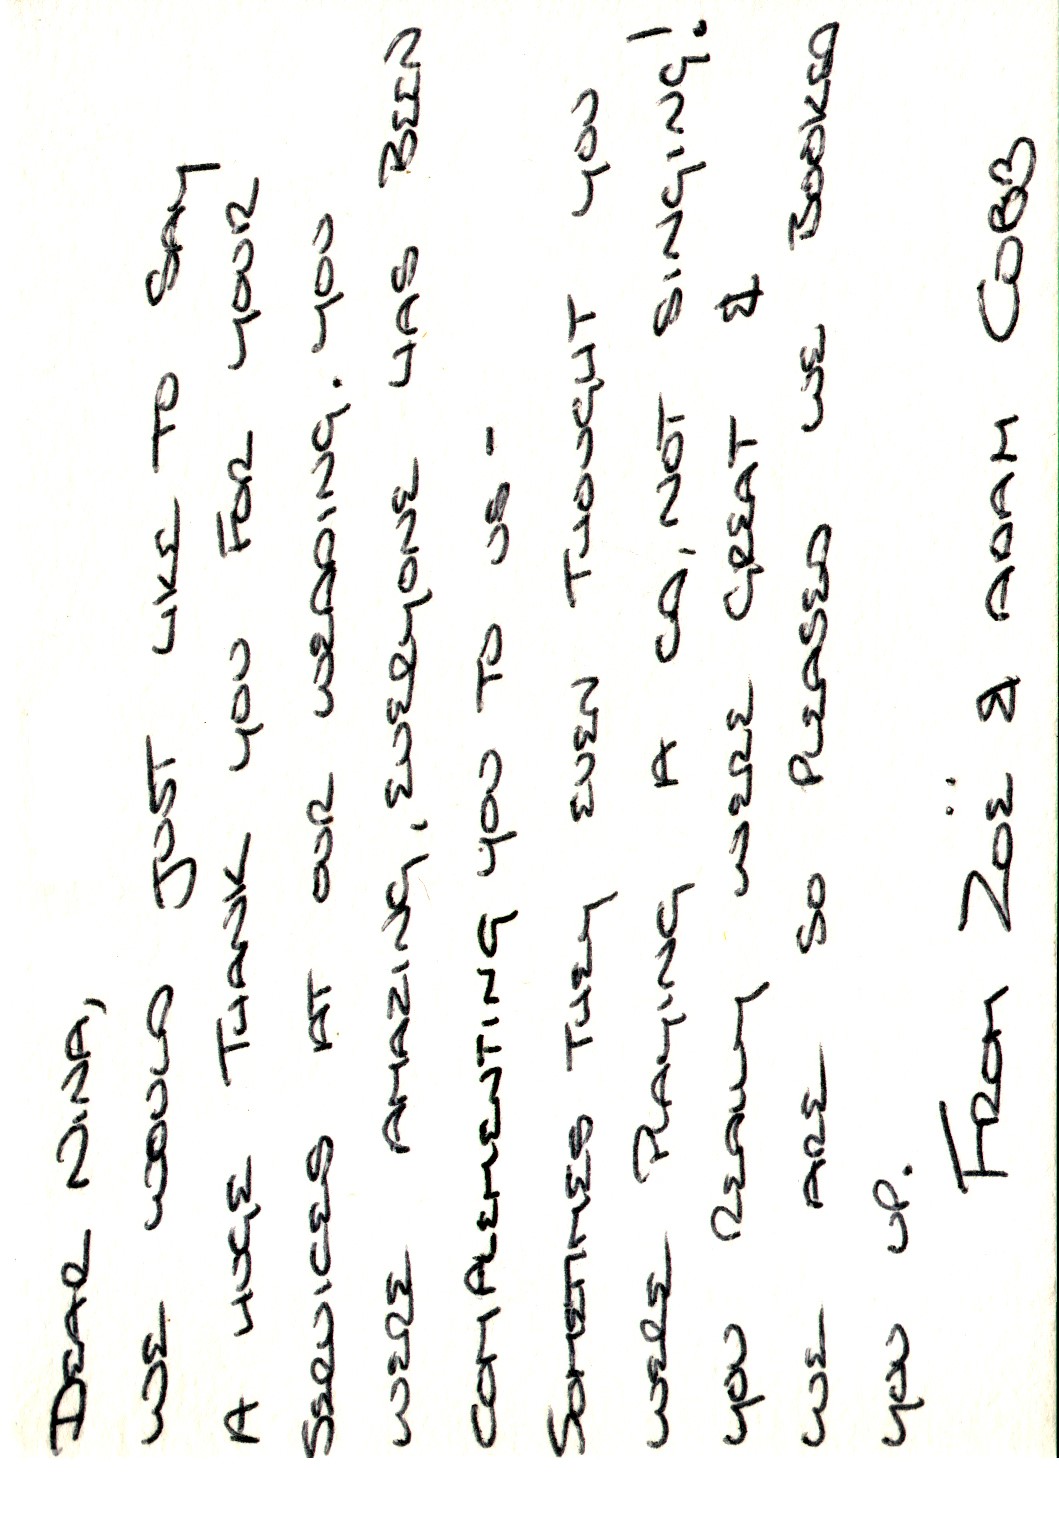 DEAR NINA,
WE WOULD JUST LIKE TO SAY
A HUGE THANK YOU FOR YOUR
SERVICES AT OUR WEDDING. YOU
WERE AMAZING, EVERYONE HAS BEEN
COMPLEMENTING YOU TO US -
SOMETIMES THEY EVEN THOUGHT YOU
WERE PLAYING A CD, NOT SINGING!
YOU REALLY WERE GREAT &
WE ARE SO PLEASED WE BOOKED
YOU UP.
FROM ZOË & ADAM COBB